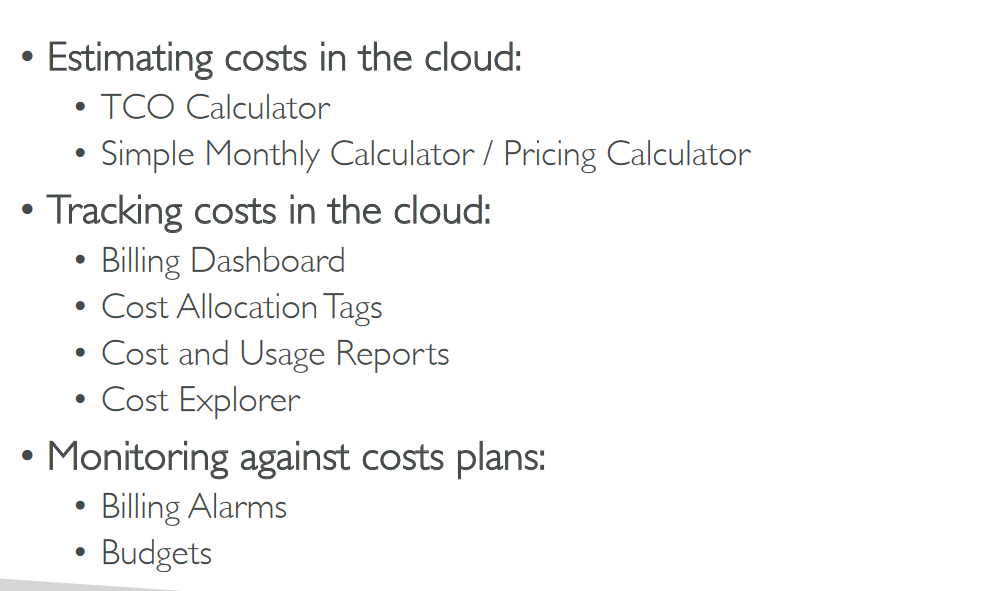 • Estimating costs in the cloud:
• TCO Calculator
• Simple Monthly Calculator / Pricing Calculator
• Tracking costs in the cloud:
• Billing Dashboard
• Cost Allocation Tags
• Cost and Usage Reports
• Cost Explorer
• Monitoring against costs plans:
• Billing Alarms
• Budgets